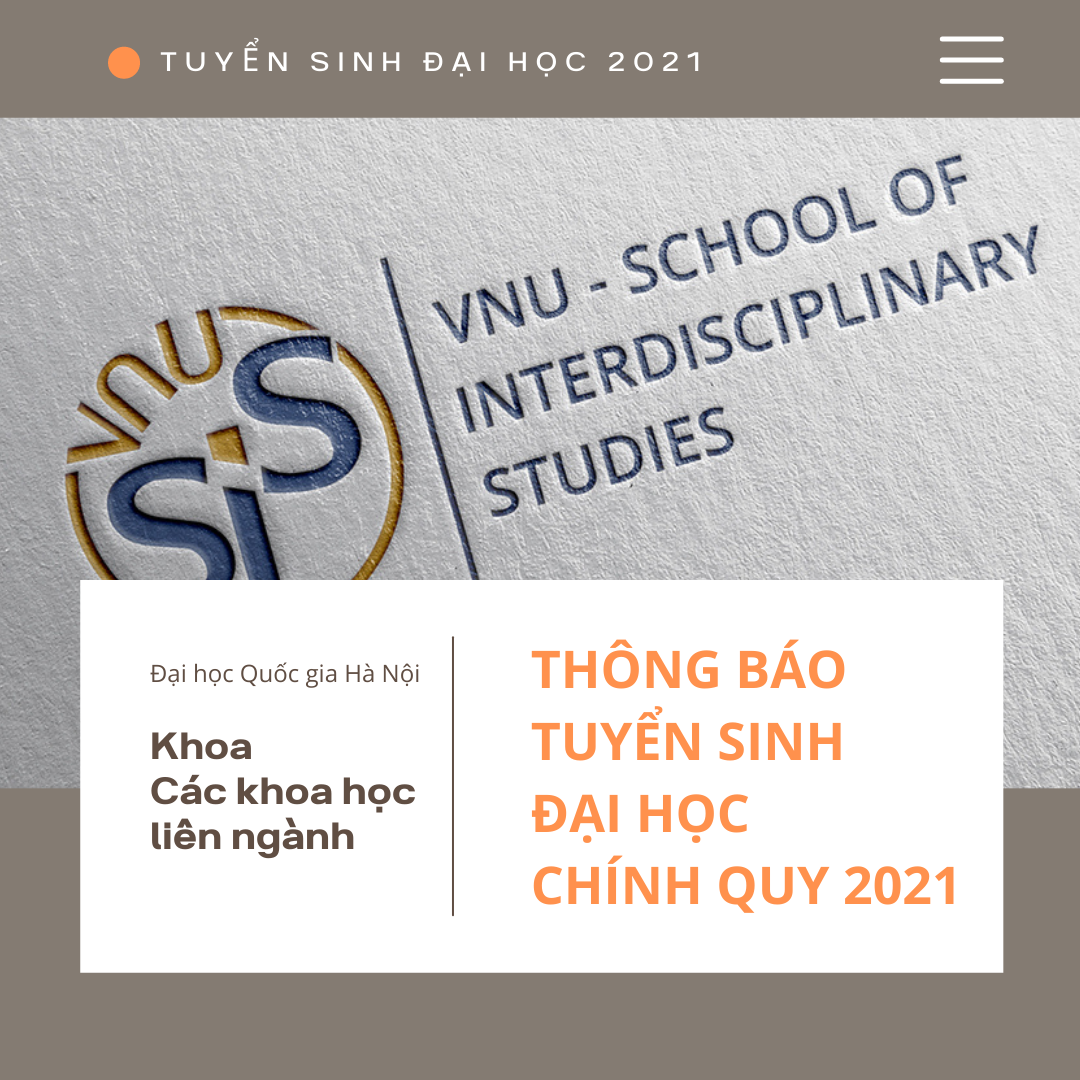 TUYỂN SINH ĐẠI HỌC 2021
vnu
SiS
VNU - SCHOOL OF
INTERDISCIPLINARY
STUDIES
Đại học Quốc gia Hà Nội
Khoa
Các khoa học
liên ngành
THÔNG BÁO
TUYỂN SINH
ĐẠI HỌC
CHÍNH QUY 2021